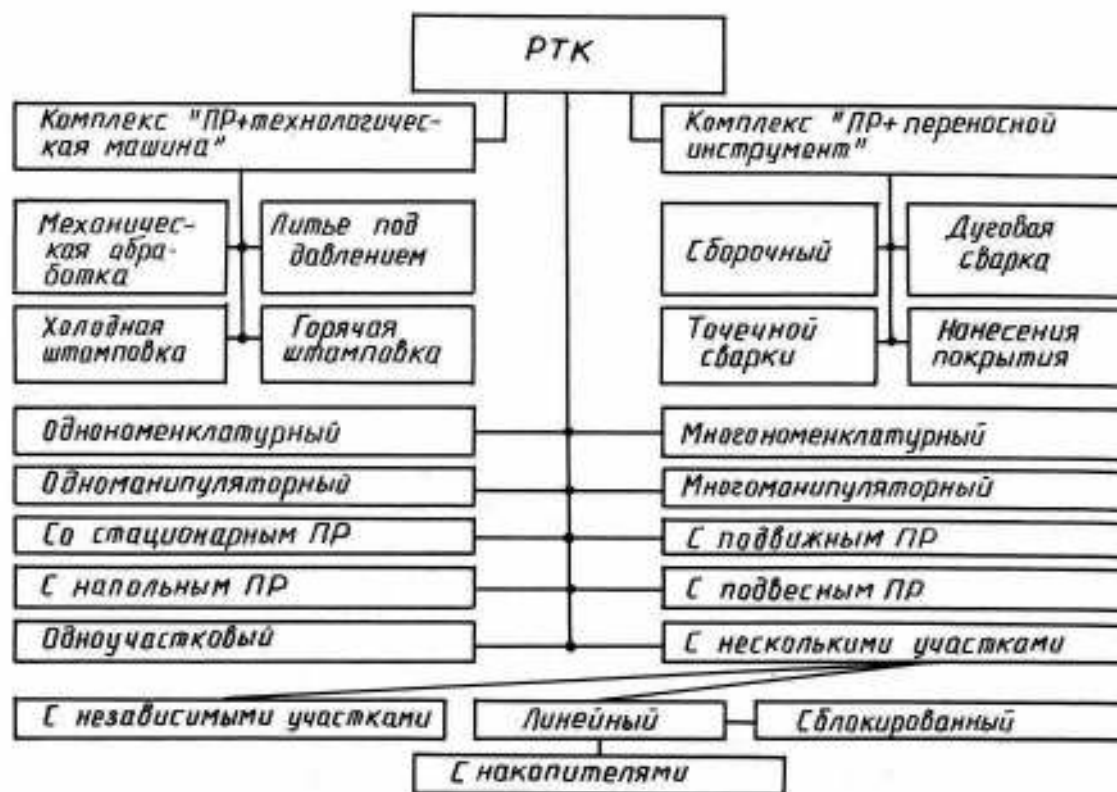 РТК
Комплекс "ПР+технологичес-
кая машина"
Комплекс "ПР+переносной
инструмент"
Механичес-
кая обра-
ботка
Литье под
давлением
Сборочный
Дуговая
сварка
Холодная
штамповка
Горячая
штамповка
Точечной
сварки
Нанесения
покрытия
Однономенклатурный
Многономенклатурный
Одноманипуляторный
Многоманипуляторный
Со стационарным ПР
С подвижным ПР
С напольным ПР
С подвесным ПР
Одноучастковый
С несколькими участками
С независимыми участками
Линейный
Сблокированный
С накопителями